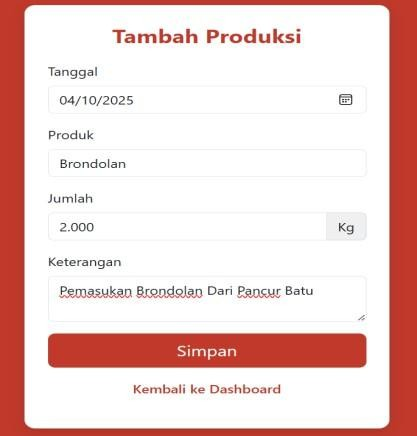 Tambah Produksi
Tanggal
04/10/2025
Produk
Brondolan
Jumlah
2.000 Kg
Keterangan
Pemasukan Brondolan Dari Pancur Batu
Simpan
Kembali ke Dashboard